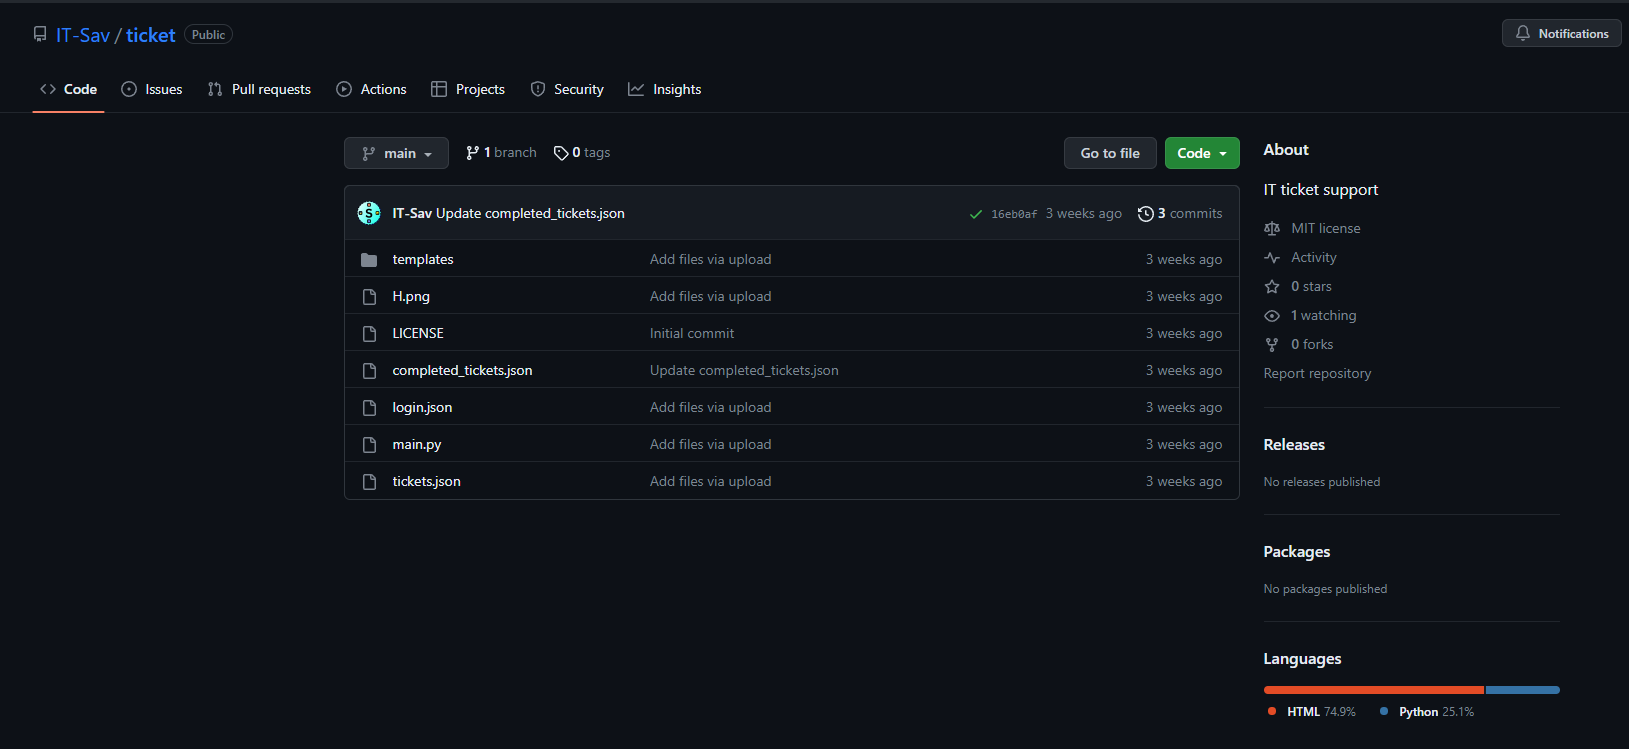 IT-Sav / ticket Public
Notifications
Code Issues Pull requests Actions Projects Security Insights
main 1 branch 0 tags Go to file Code
IT-Sav Update completed_tickets.json 16eb0af 3 weeks ago 3 commits
templates Add files via upload 3 weeks ago
H.png Add files via upload 3 weeks ago
LICENSE Initial commit 3 weeks ago
completed_tickets.json Update completed_tickets.json 3 weeks ago
login.json Add files via upload 3 weeks ago
main.py Add files via upload 3 weeks ago
tickets.json Add files via upload 3 weeks ago
About
IT ticket support
MIT license
Activity
0 stars
1 watching
0 forks
Report repository
Releases
No releases published
Packages
No packages published
Languages
HTML 74.9% Python 25.1%